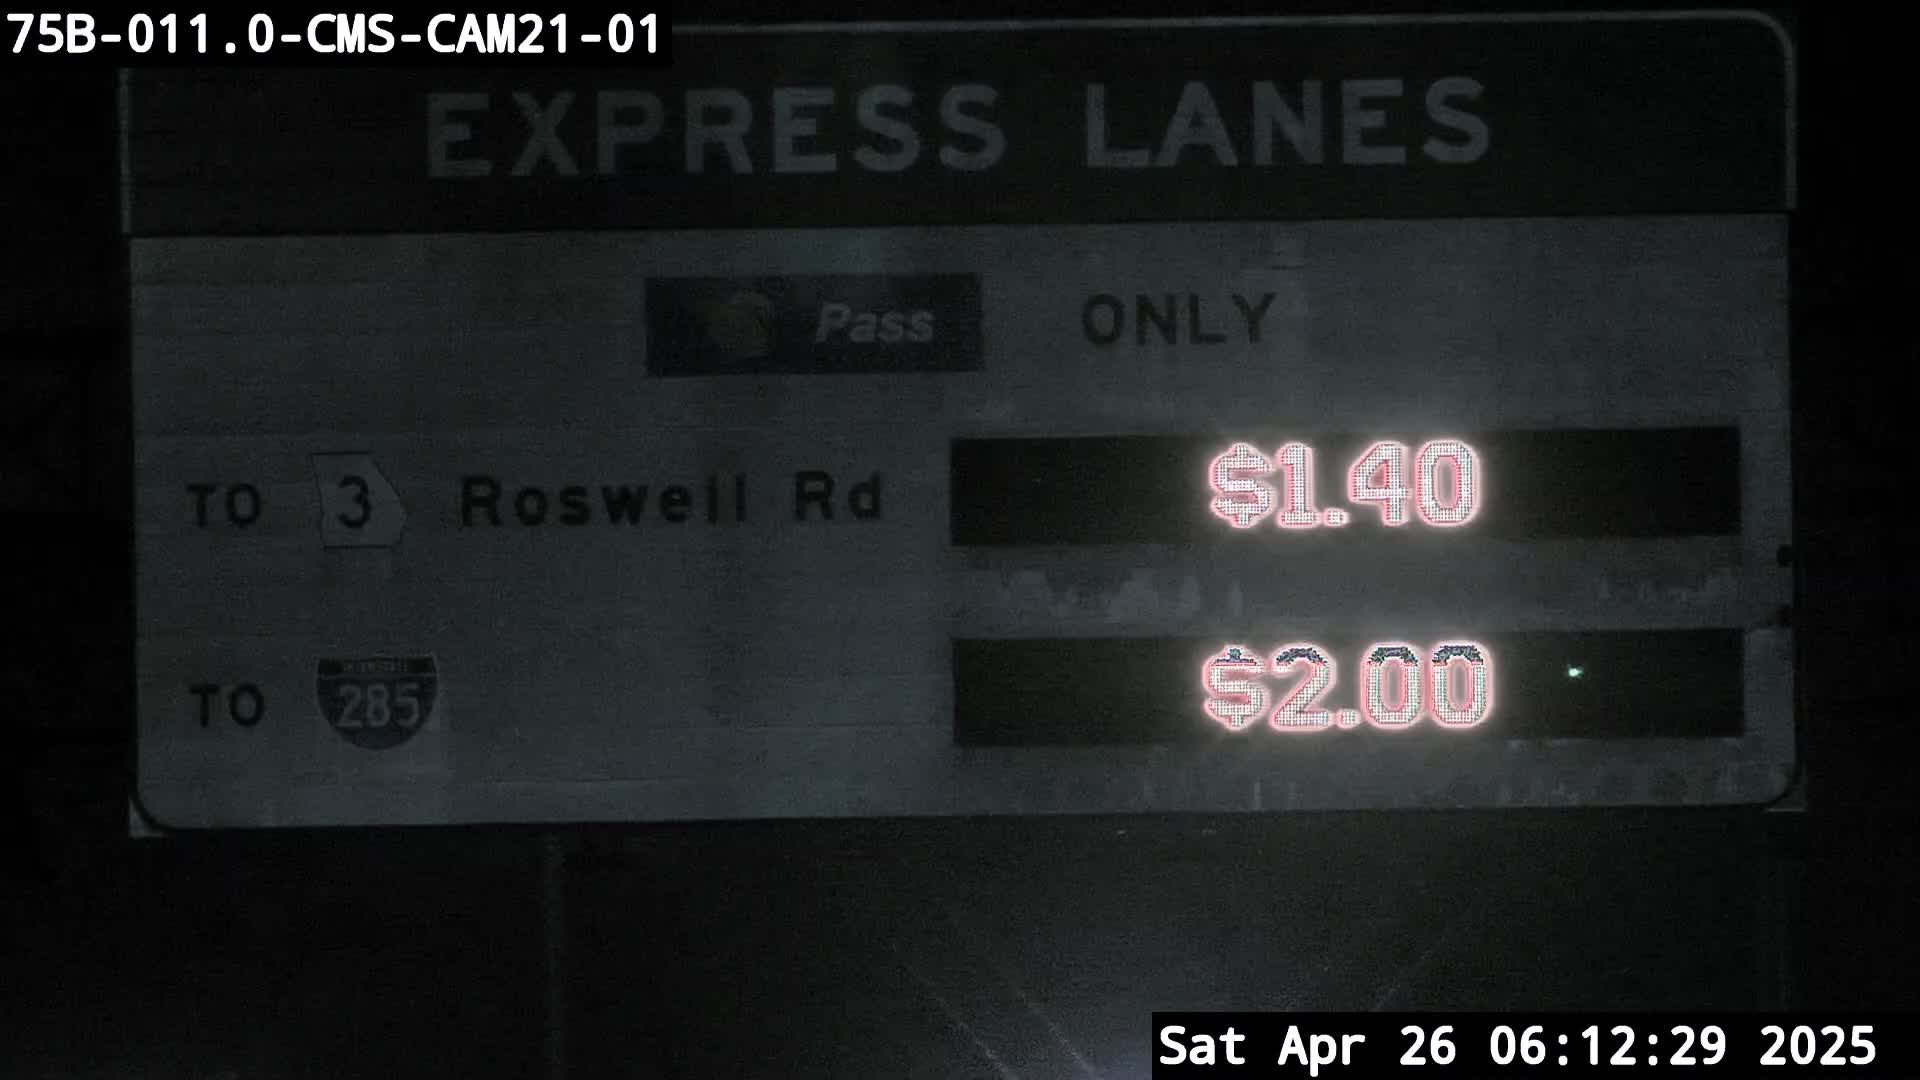 75B-011.0-CMS-CAM21-01
EXPRESS LANES
Pass ONLY
TO 3 Roswell Rd $1.40
INTERSTATE
TO 285 $2.00
Sat Apr 26 06:12:29 2025